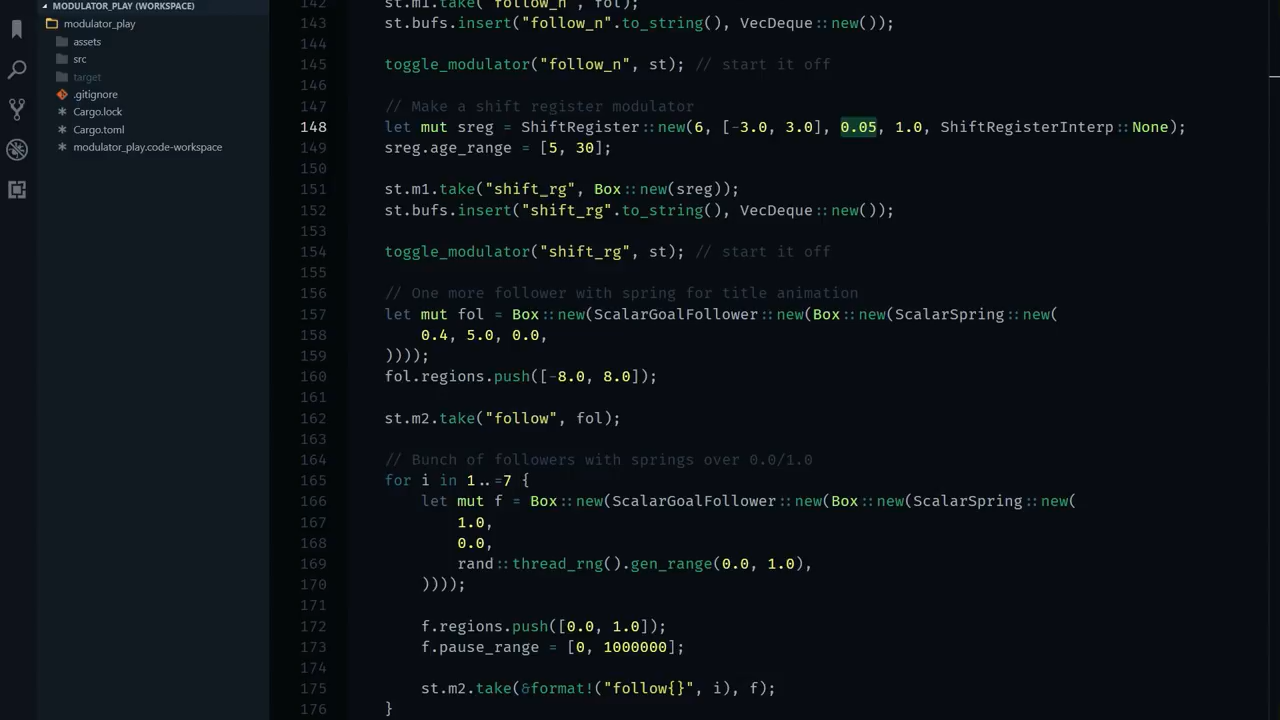 MODULATOR_PLAY (WORKSPACE)
modulator_play
assets
src
target
.gitignore
Cargo.lock
Cargo.toml
modulator_play.code-workspace
142 st.m1.take("follow_n", fol);
143 st.bufs.insert("follow_n".to_string(), VecDeque::new());
144
145 toggle_modulator("follow_n", st); // start it off
146
147 // Make a shift register modulator
148 let mut sreg = ShiftRegister::new(6, [-3.0, 3.0], 0.05, 1.0, ShiftRegisterInterp::None);
149 sreg.age_range = [5, 30];
150
151 st.m1.take("shift_rg", Box::new(sreg));
152 st.bufs.insert("shift_rg".to_string(), VecDeque::new());
153
154 toggle_modulator("shift_rg", st); // start it off
155
156 // One more follower with spring for title animation
157 let mut fol = Box::new(ScalarGoalFollower::new(Box::new(ScalarSpring::new(
158 0.4, 5.0, 0.0,
159 ))));
160 fol.regions.push([-8.0, 8.0]);
161
162 st.m2.take("follow", fol);
163
164 // Bunch of followers with springs over 0.0/1.0
165 for i in 1..=7 {
166 let mut f = Box::new(ScalarGoalFollower::new(Box::new(ScalarSpring::new(
167 1.0,
168 0.0,
169 rand::thread_rng().gen_range(0.0, 1.0),
170 ))));
171
172 f.regions.push([0.0, 1.0]);
173 f.pause_range = [0, 1000000];
174
175 st.m2.take(&format!("follow{}", i), f);
176 }